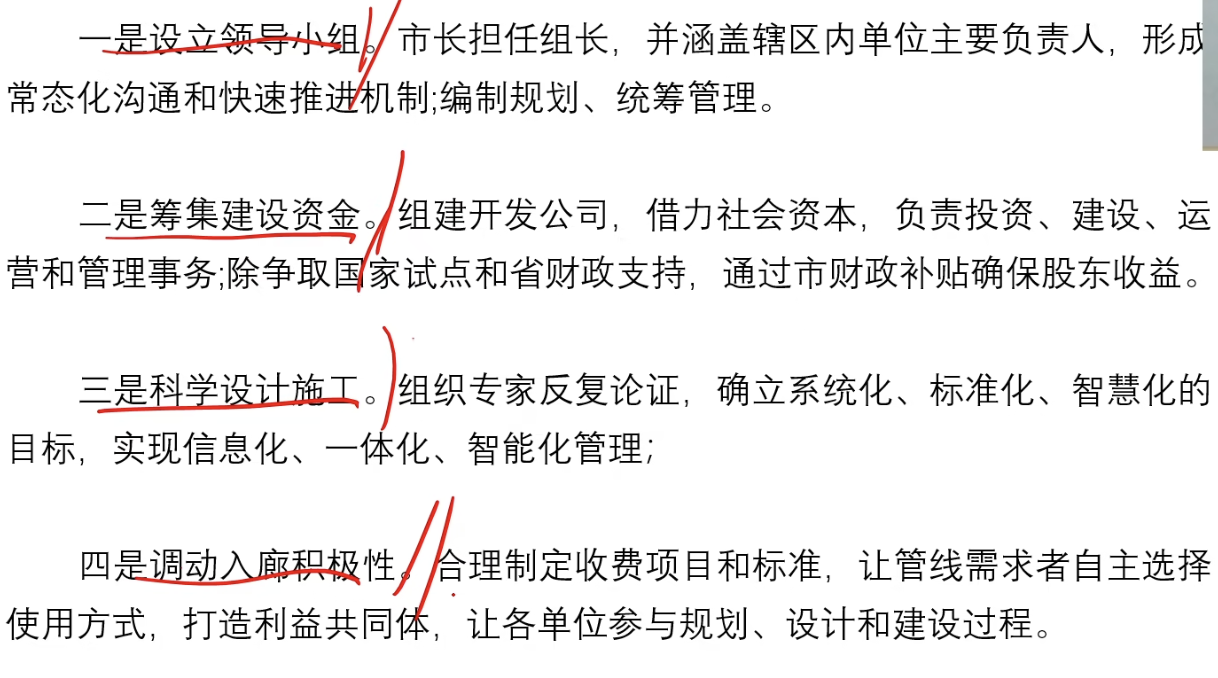 一是设立领导小组。市长担任组长，并涵盖辖区内单位主要负责人，形成
常态化沟通和快速推进机制;编制规划、统筹管理。
二是筹集建设资金。组建开发公司，借力社会资本，负责投资、建设、运
营和管理事务;除争取国家试点和省财政支持，通过市财政补贴确保股东收益。
三是科学设计施工。组织专家反复论证，确立系统化、标准化、智慧化的
目标，实现信息化、一体化、智能化管理；
四是调动入廊积极性。合理制定收费项目和标准，让管线需求者自主选择
使用方式，打造利益共同体，让各单位参与规划、设计和建设过程。